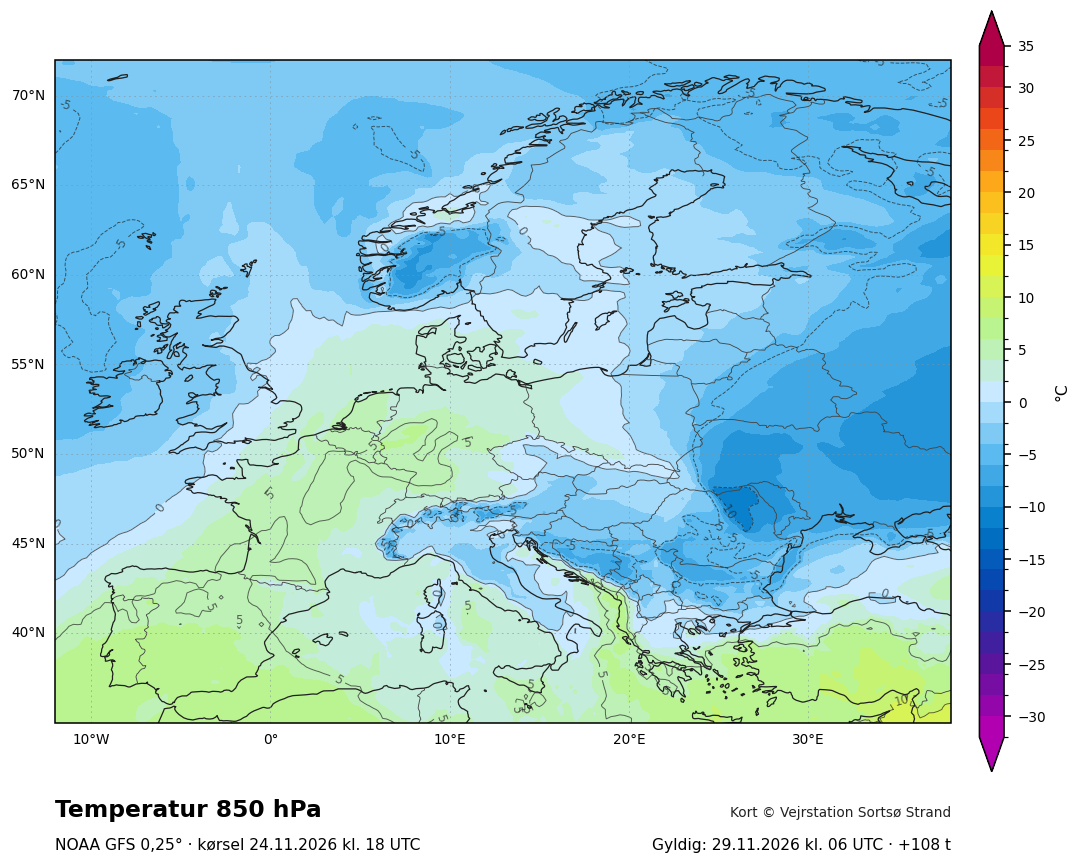 70°N
65°N
60°N
55°N
50°N
45°N
40°N
10°W
0°
10°E
20°E
30°E
35
30
25
20
15
10
5
0
−5
−10
−15
−20
−25
−30
°C
Temperatur 850 hPa
Kort © Vejrstation Sortsø Strand
NOAA GFS 0,25° · kørsel 24.11.2026 kl. 18 UTC
Gyldig: 29.11.2026 kl. 06 UTC · +108 t